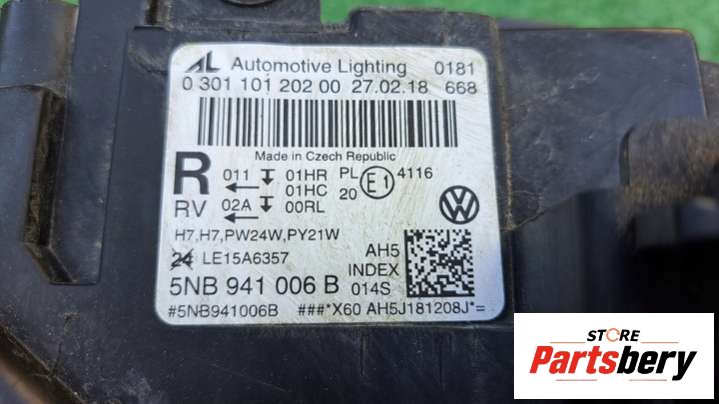 AL Automotive Lighting 0181
0 301 101 202 00 27.02.18 668
Made in Czech Republic
R 011 01HR PL E1 4116
01HC 20
RV 02A 00RL
H7,H7,PW24W,PY21W
24 LE15A6357 AH5
INDEX
5NB 941 006 B 014S
#5NB941006B ###*X60 AH5J181208J*=
STORE
Partsbery